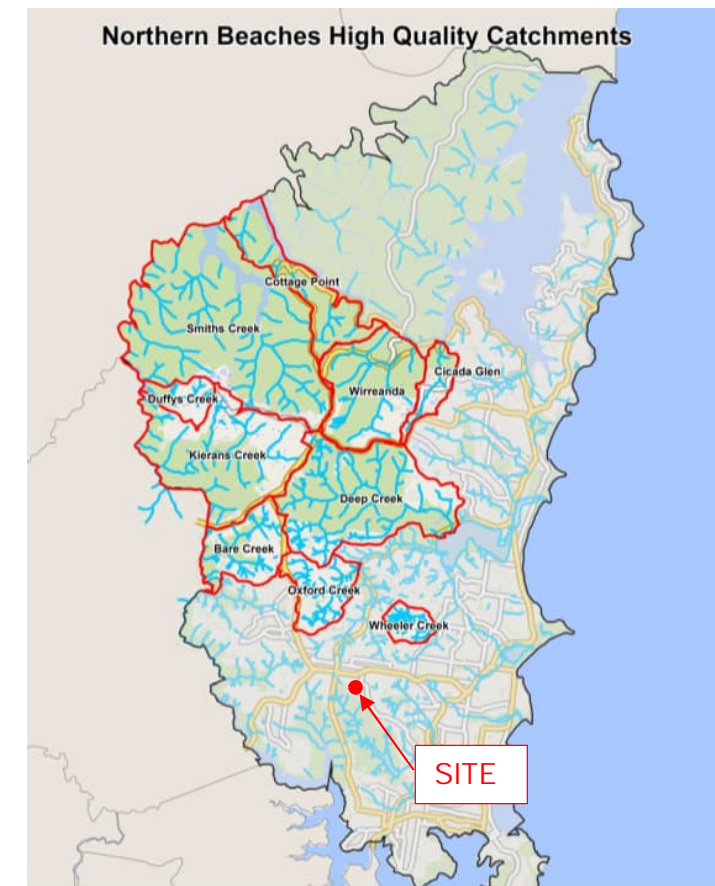 Northern Beaches High Quality Catchments
Cottage Point
Smiths Creek
Cicada Glen
Wirreanda
Duffys Creek
Kierans Creek
Deep Creek
Bare Creek
Oxford Creek
Wheeler Creek
SITE